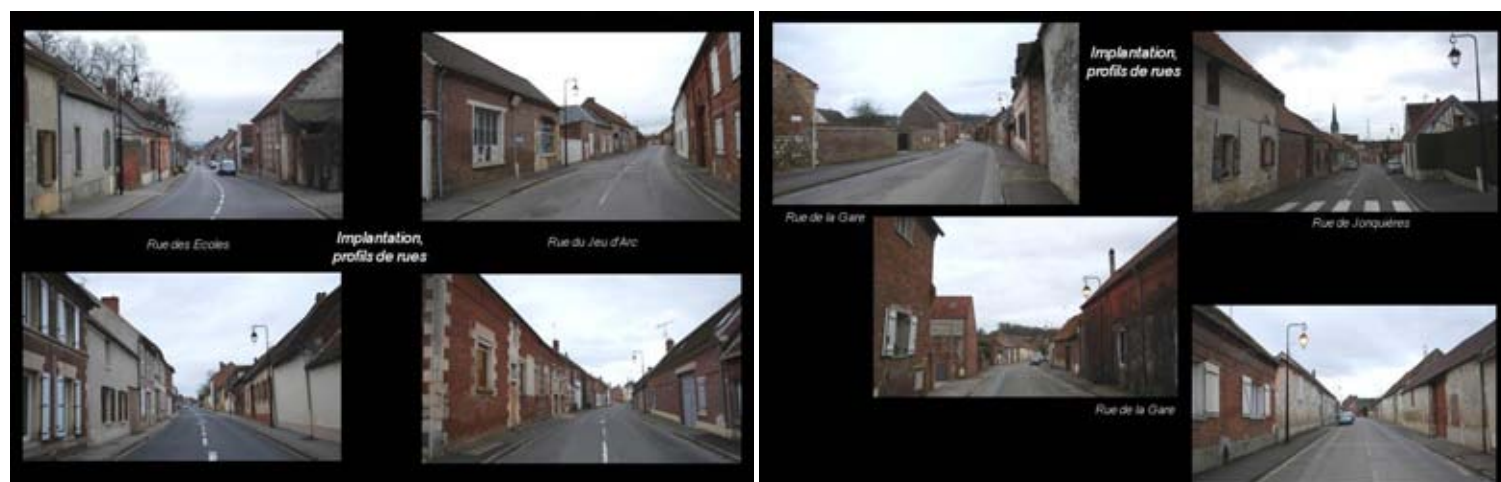 Rue des Ecoles
Implantation,
profils de rues
Rue du Jeu d'Arc
Implantation,
profils de rues
Rue de la Gare
Rue de Jonquières
Rue de la Gare